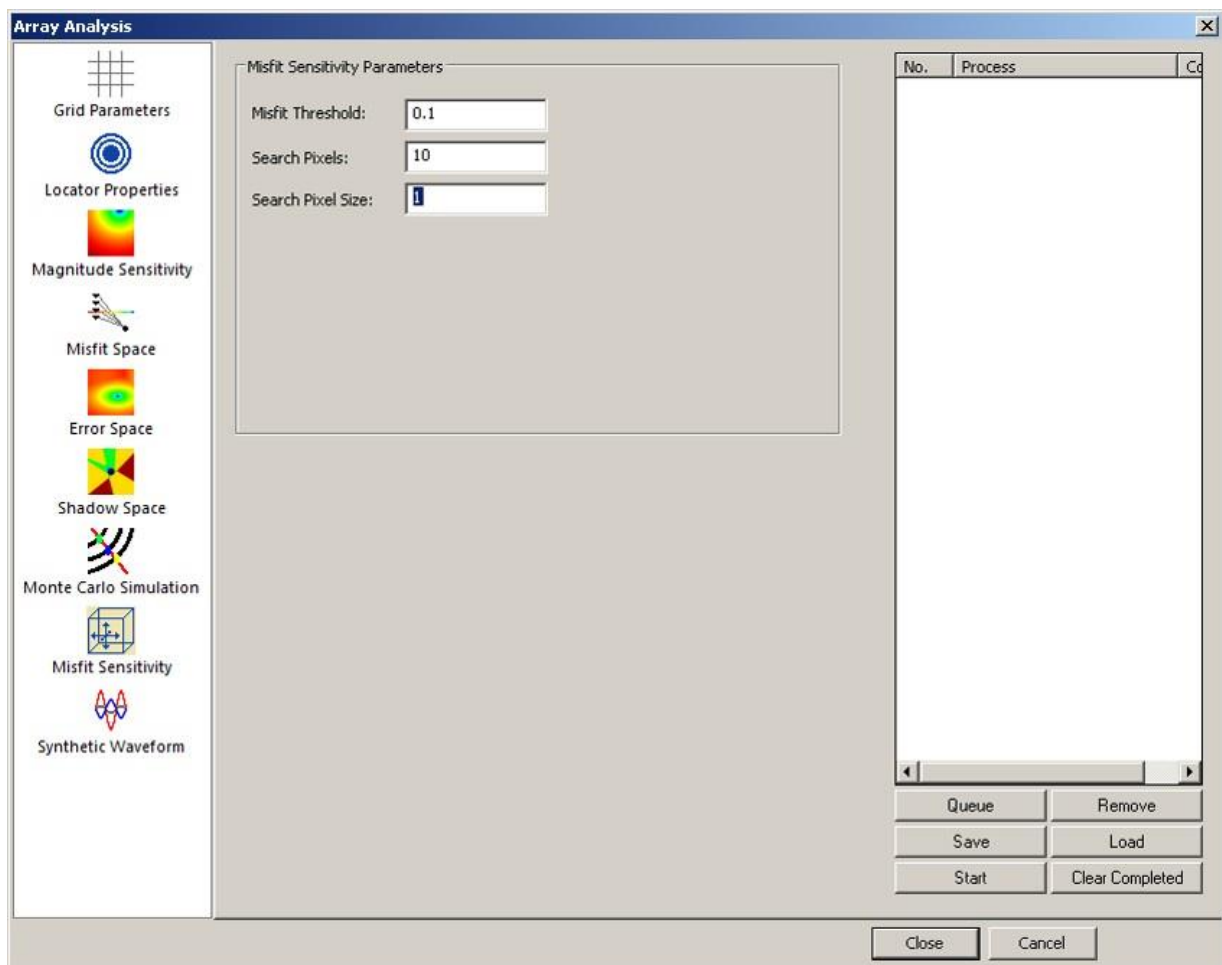 Array Analysis
Grid Parameters
Locator Properties
Magnitude Sensitivity
Misfit Space
Error Space
Shadow Space
Monte Carlo Simulation
Misfit Sensitivity
Synthetic Waveform
Misfit Sensitivity Parameters
Misfit Threshold: 0.1
Search Pixels: 10
Search Pixel Size: 1
No. Process
Queue Remove
Save Load
Start Clear Completed
Close Cancel